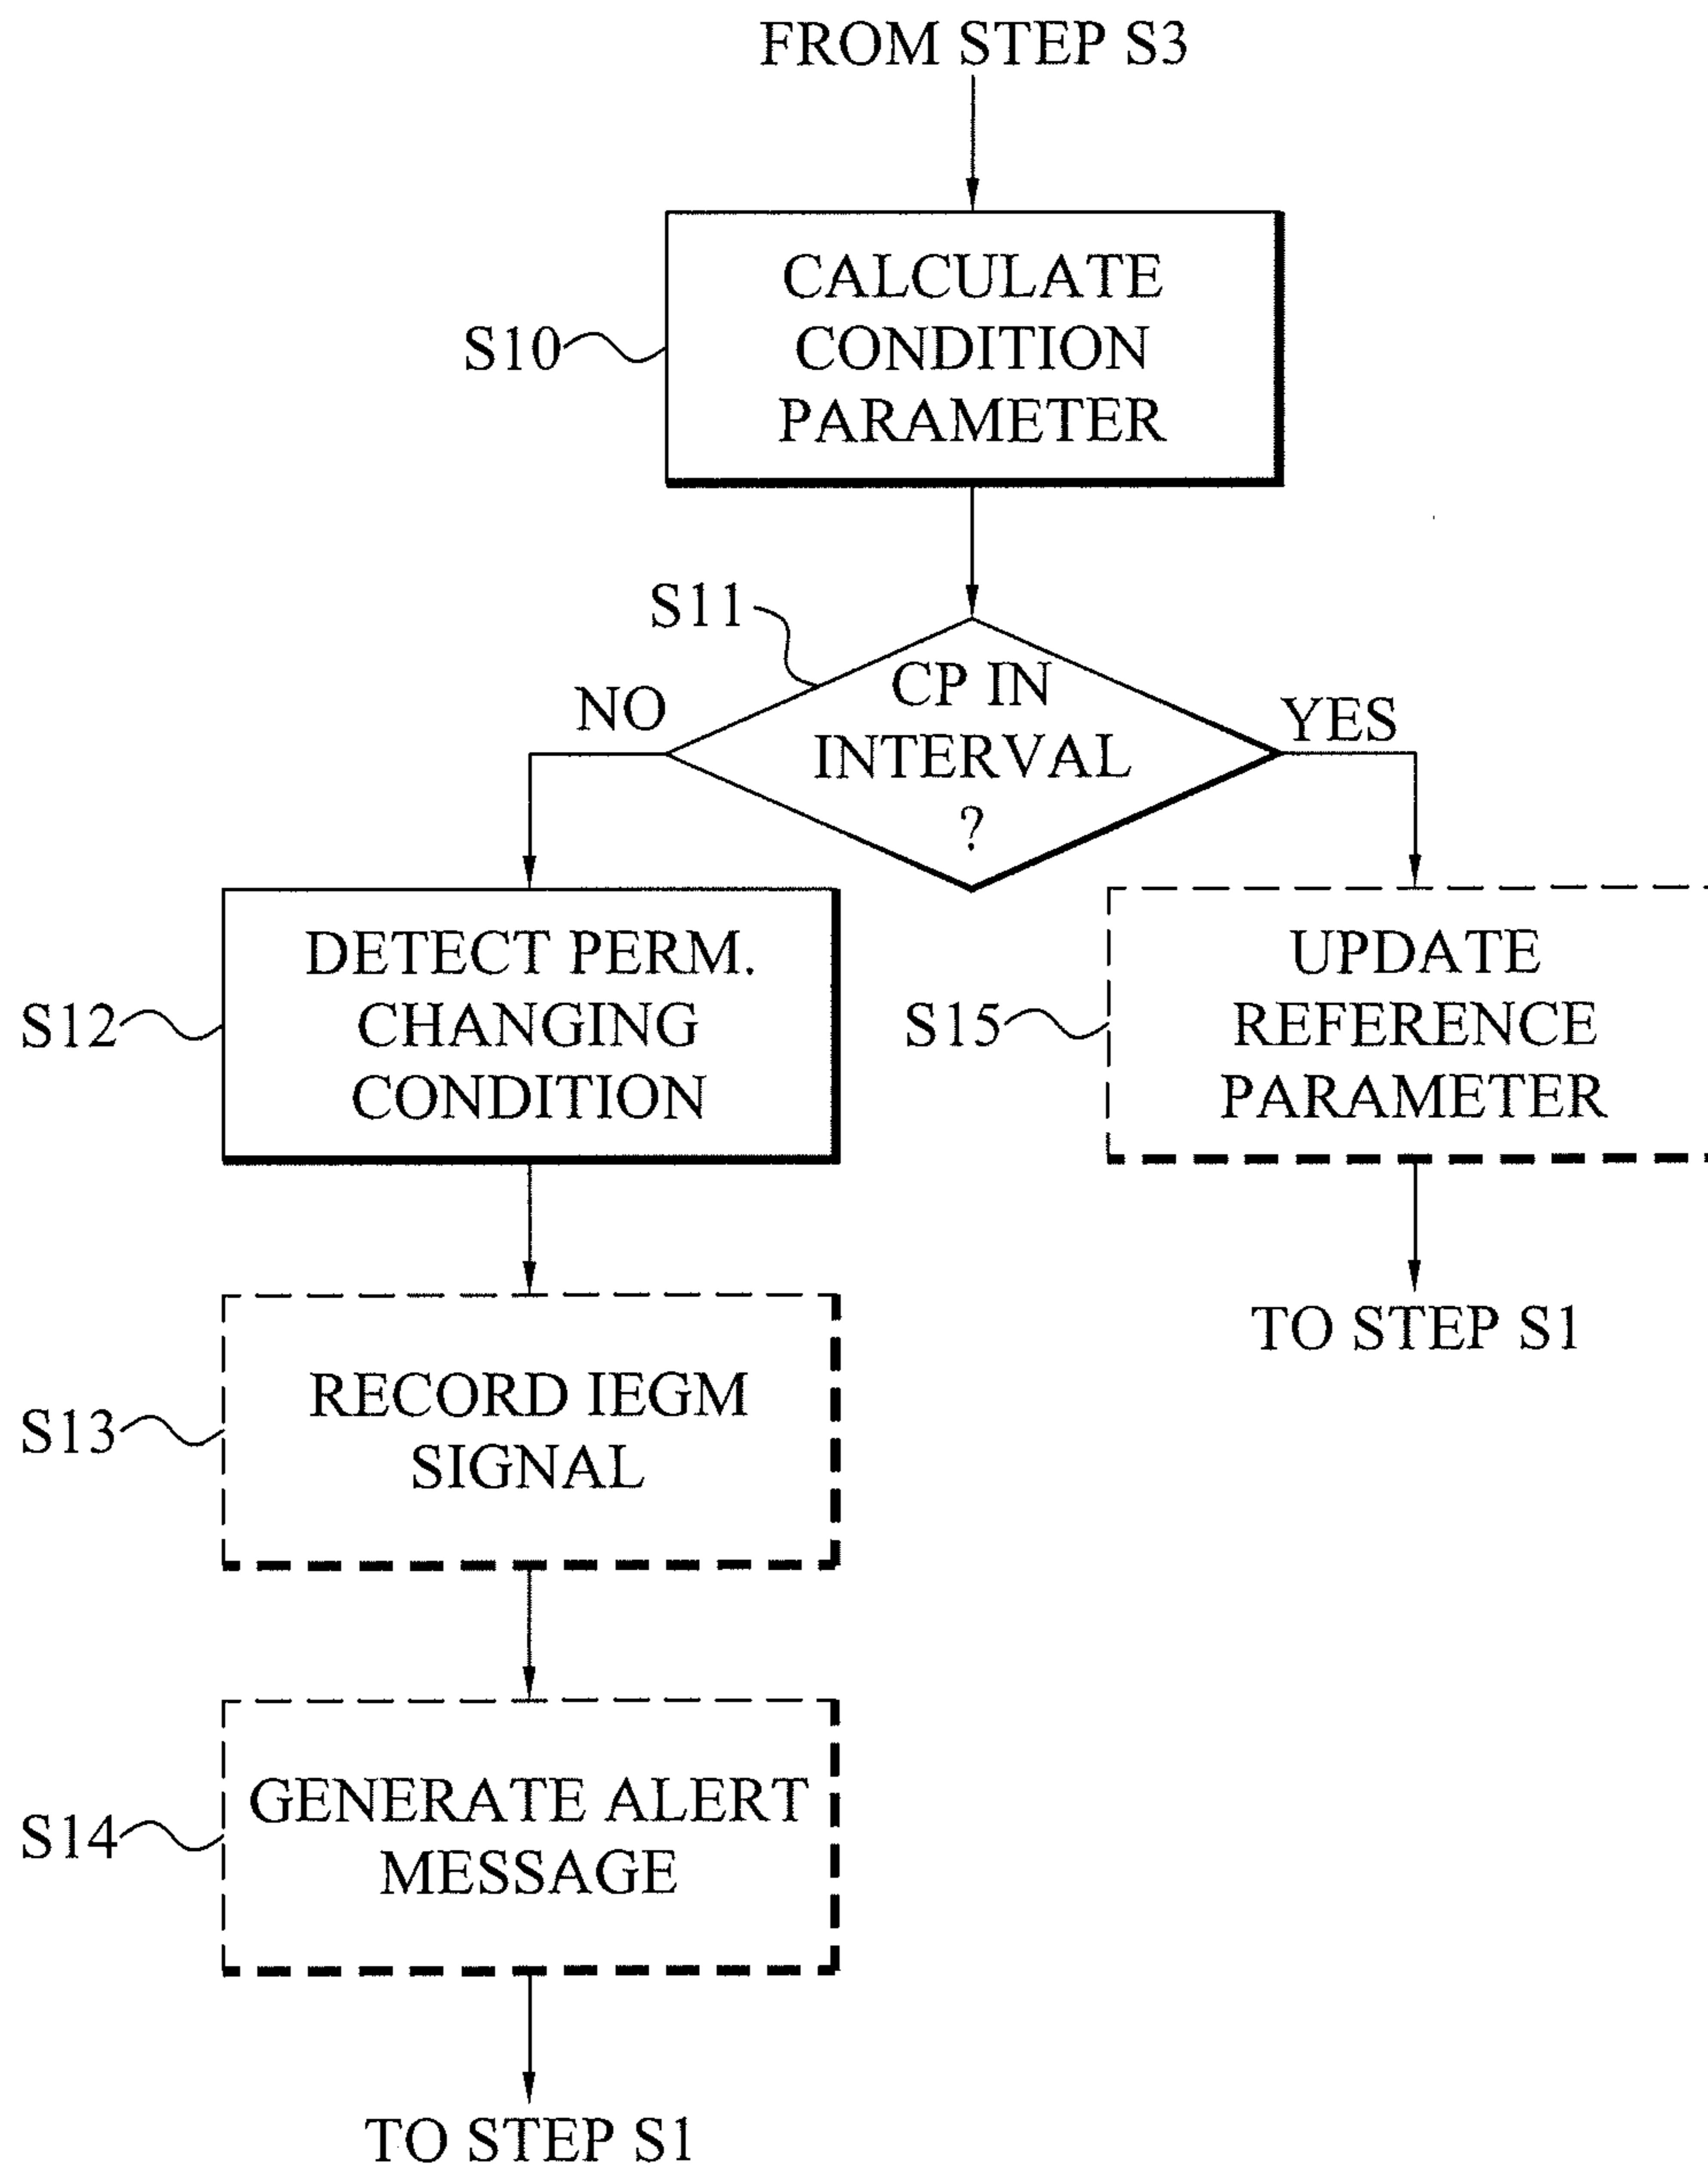 FROM STEP S3
CALCULATE
CONDITION
PARAMETER
S10
S11
CP IN
INTERVAL
?
NO
YES
DETECT PERM.
CHANGING
CONDITION
S12
UPDATE
REFERENCE
PARAMETER
S15
TO STEP S1
RECORD IEGM
SIGNAL
S13
GENERATE ALERT
MESSAGE
S14
TO STEP S1